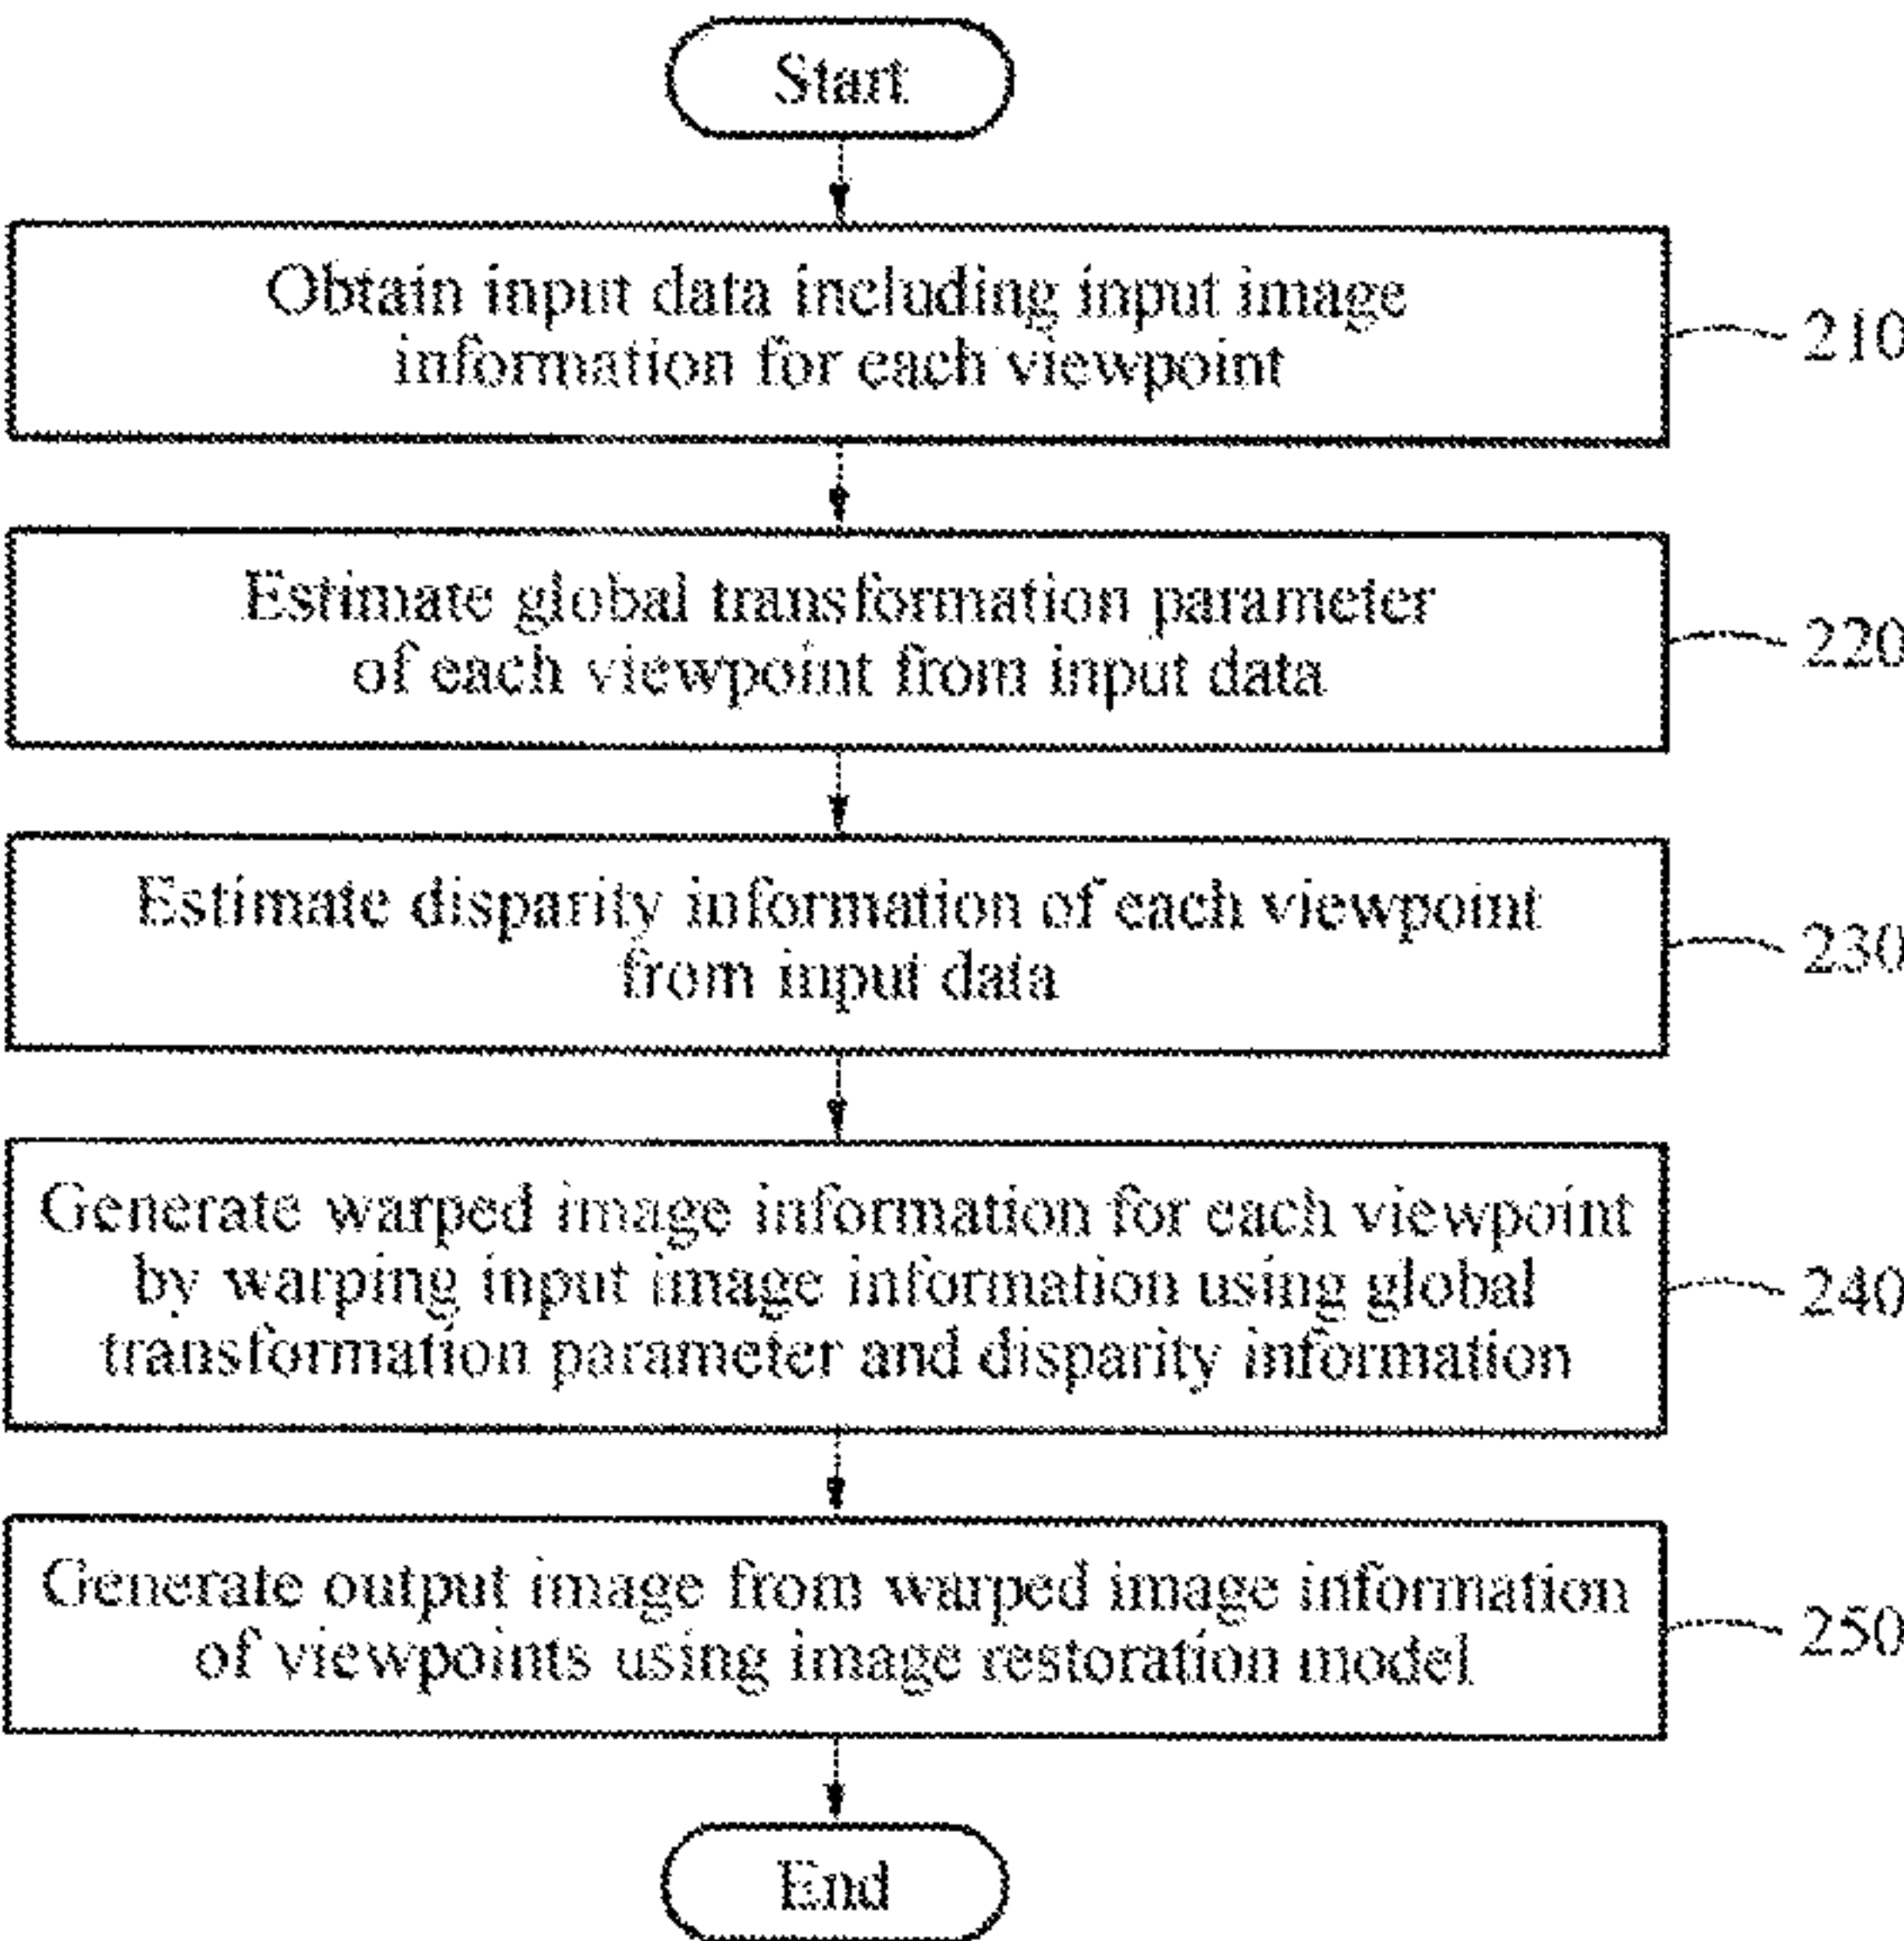 Start
Obtain input data including input image
information for each viewpoint
210
Estimate global transformation parameter
of each viewpoint from input data
220
Estimate disparity information of each viewpoint
from input data
230
Generate warped image information for each viewpoint
by warping input image information using global
transformation parameter and disparity information
240
Generate output image from warped image information
of viewpoints using image restoration model
250
End